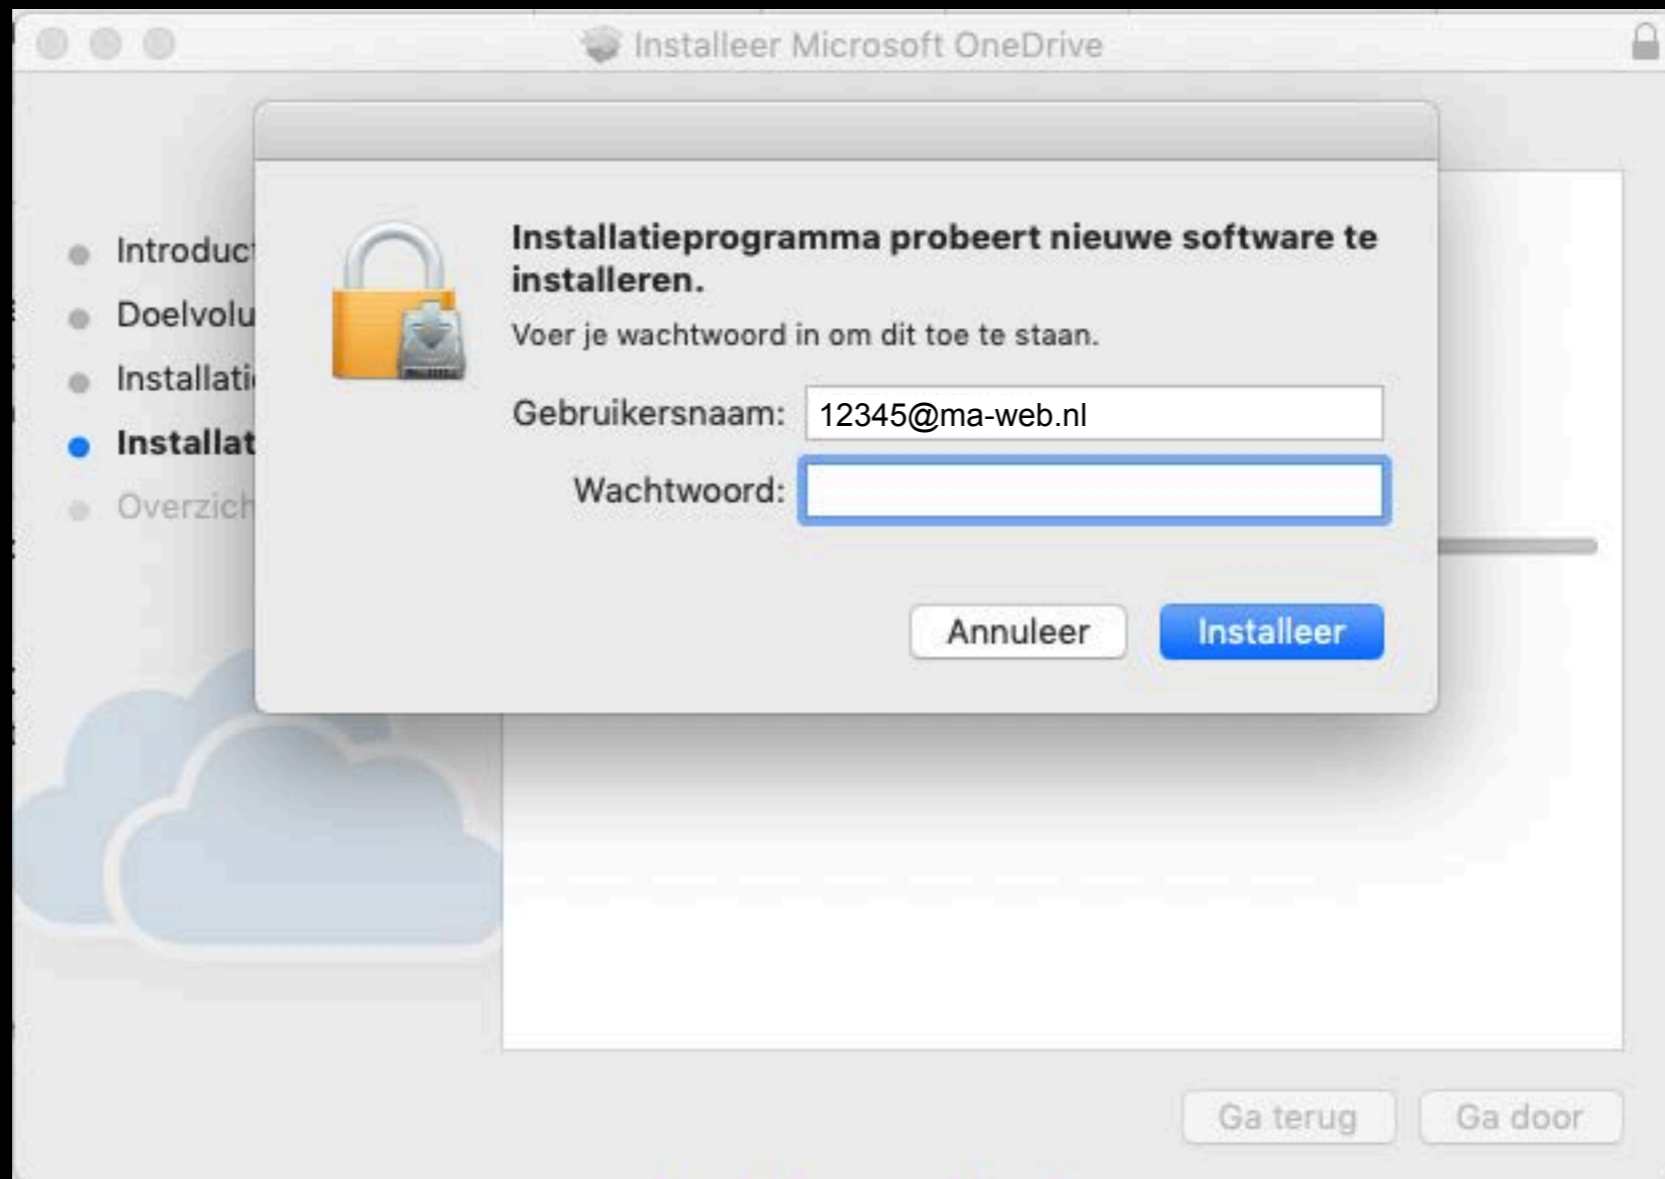 Installeer Microsoft OneDrive
Installatieprogramma probeert nieuwe software te
installeren.
Voer je wachtwoord in om dit toe te staan.
Gebruikersnaam: 12345@ma-web.nl
Wachtwoord:
Annuleer Installeer
Introduc
Doelvolu
Installati
Installat
Overzich
Ga terug Ga door